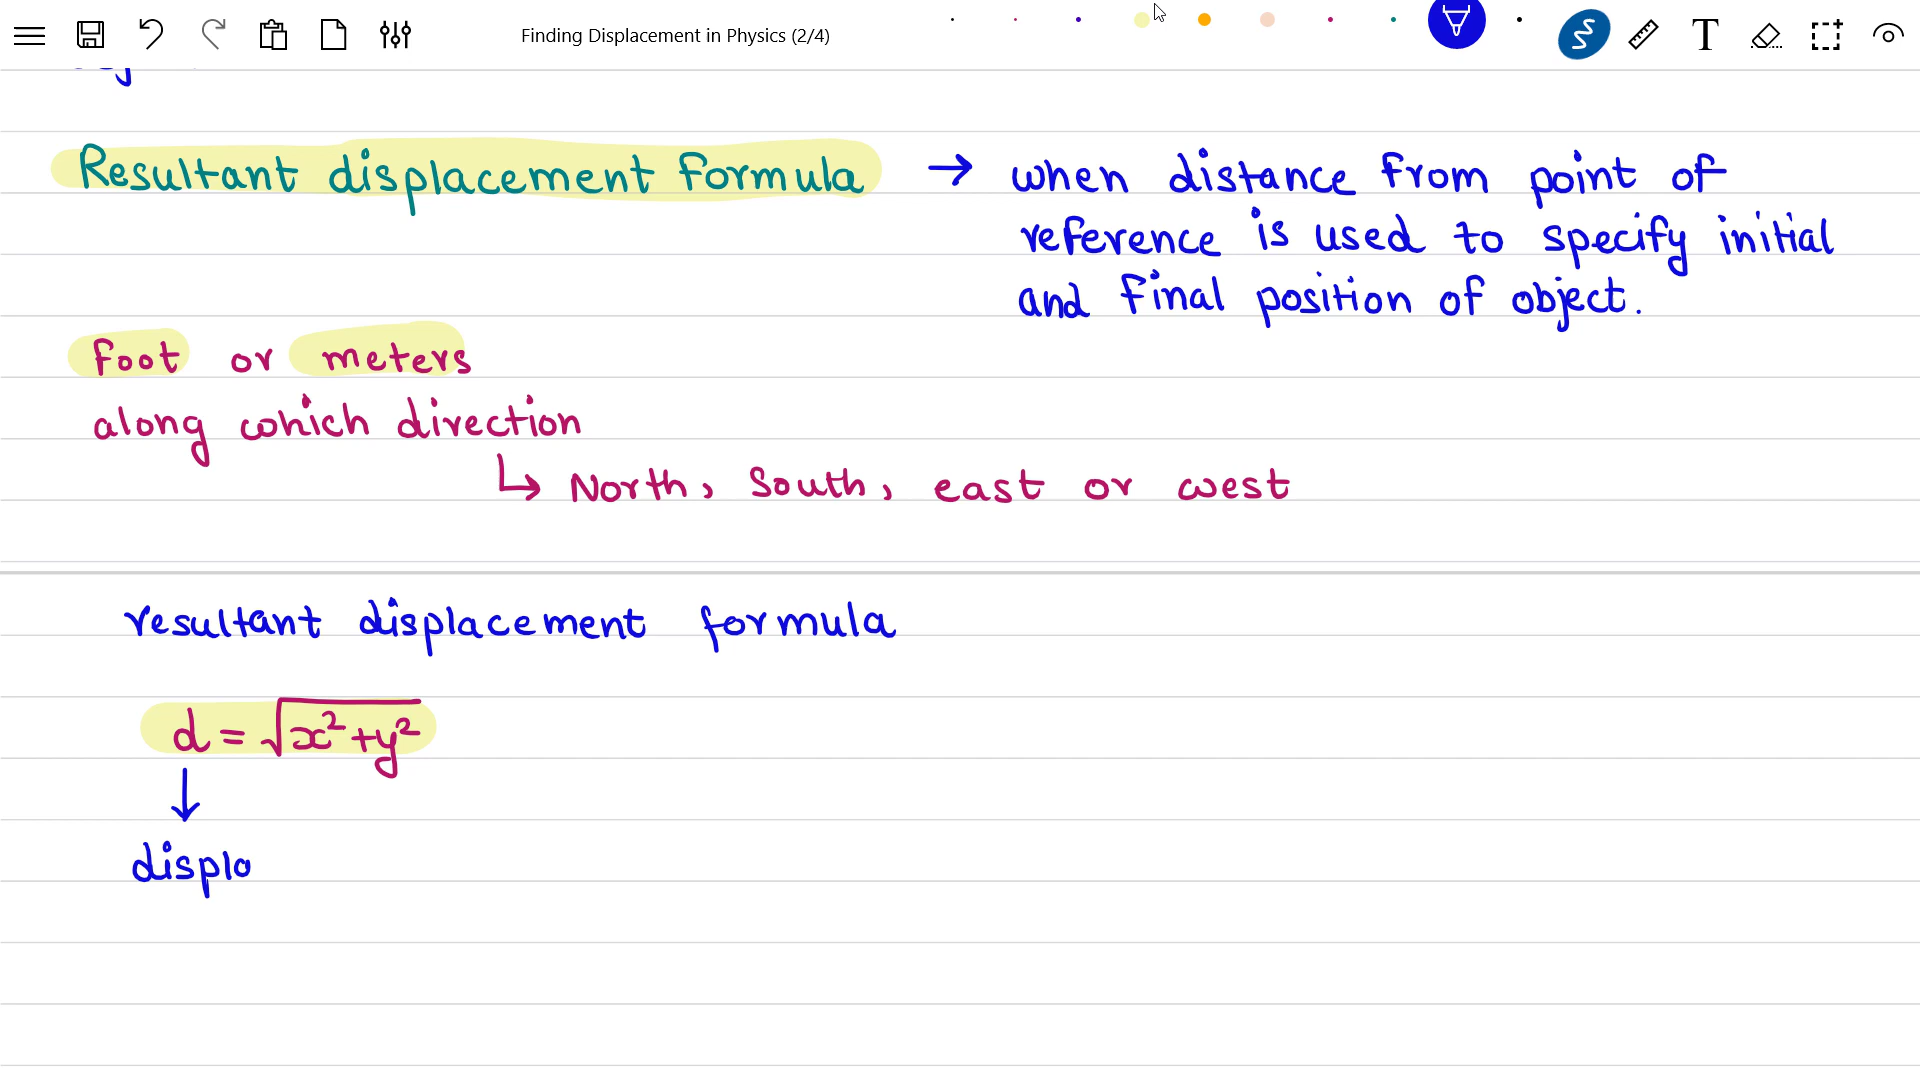 Finding Displacement in Physics (2/4)
T
Resultant displacement formula → when distance from point of
reference is used to specify initial
and final position of object.
foot or meters
along which direction
↳ North, South, east or west
resultant displacement formula
d = √x²+y²
↓
displa